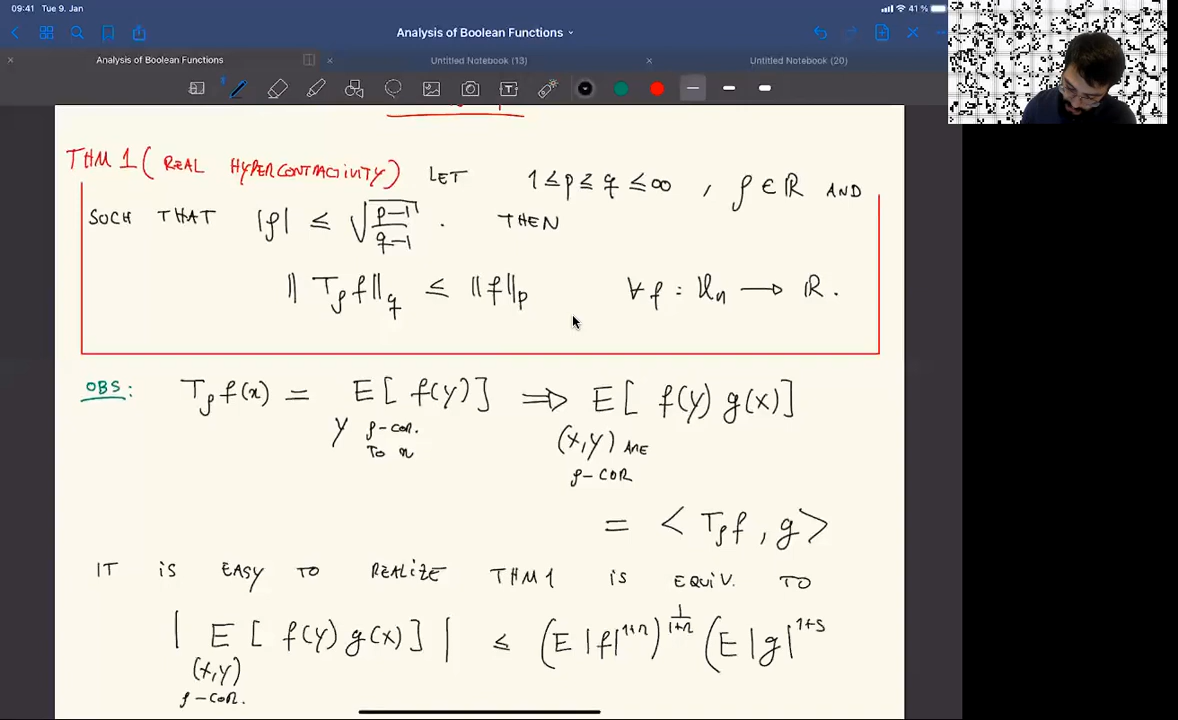 09:41 Tue 9. Jan
41 %
Analysis of Boolean Functions
Analysis of Boolean Functions
Untitled Notebook (13)
Untitled Notebook (20)
THM 1 (REAL HYPERCONTRACTIVITY) LET 1 ≤ p ≤ q ≤ ∞ , ρ ∈ ℝ AND
SUCH THAT |ρ| ≤ √(p-1)/(q-1) . THEN
‖ T_ρ f ‖_q ≤ ‖f‖_p ∀ f : H_n → ℝ .
OBS: T_ρ f(x) = E[ f(y) ] ⇒ E[ f(y) g(x) ]
y ρ-COR. (x,y) ARE
TO x ρ-COR
= < T_ρ f , g >
IT IS EASY TO REALIZE THM 1 IS EQUIV. TO
| E [ f(y) g(x) ] | ≤ (E |f|^{1+r})^{1/(1+r)} (E |g|^{1+s}
(x,y)
ρ-COR.